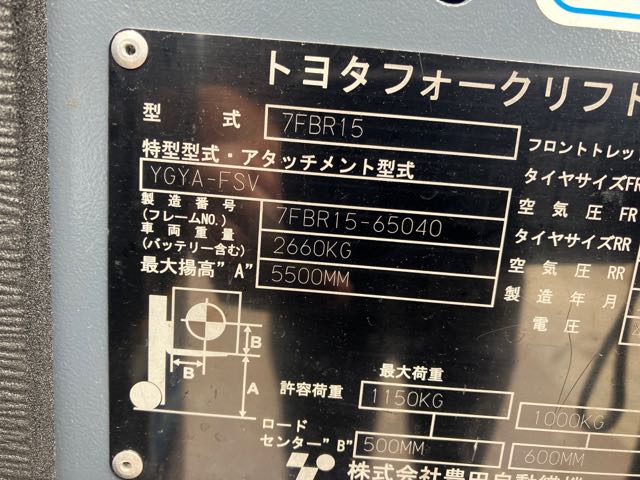 トヨタフォークリフト
型式 7FBR15
フロントトレッ
特型型式・アタッチメント型式
タイヤサイズFR
YGYA-FSV
製造番号
(フレームNO.) 7FBR15-65040
空気圧 FR
車両重量
(バッテリー含む) 2660KG
タイヤサイズRR
最大揚高"A" 5500MM
空気圧 RR
製造年月
電圧
B
B
A
最大荷重
許容荷重 1150KG 1000KG
ロード
センター"B" 500MM 600MM
株式会社豊田自動織機